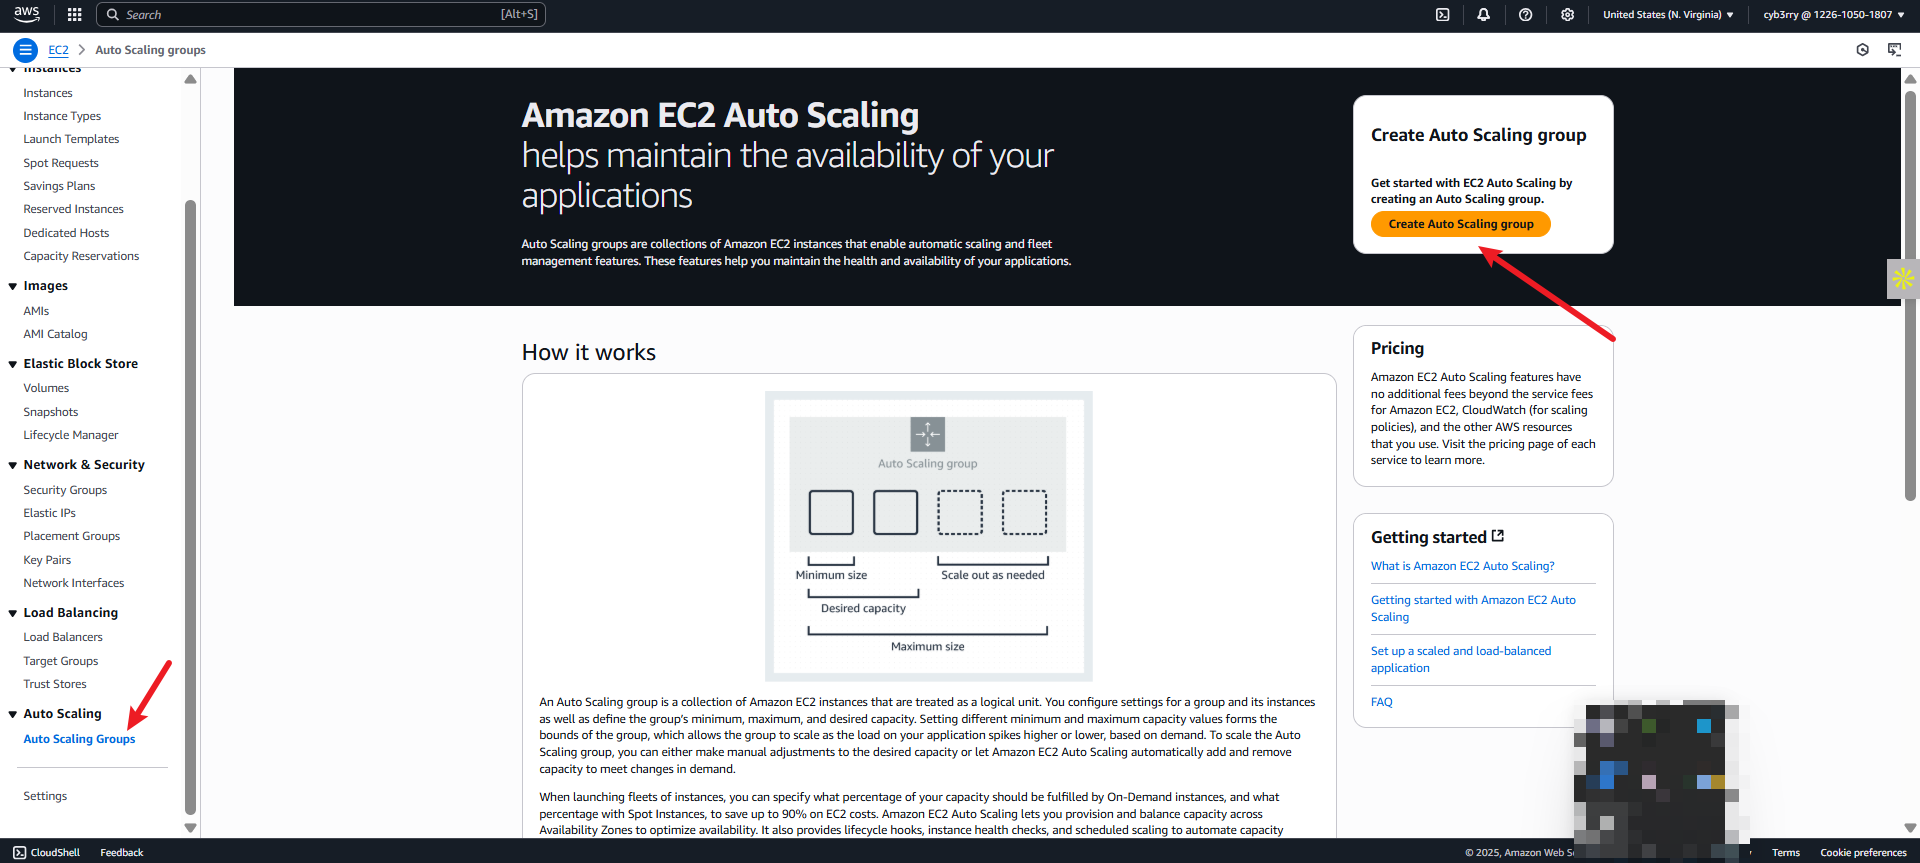 aws
Search
[Alt+S]
United States (N. Virginia)
cyb3rry @ 1226-1050-1807
EC2
Auto Scaling groups
Instances
Instances
Instance Types
Launch Templates
Spot Requests
Savings Plans
Reserved Instances
Dedicated Hosts
Capacity Reservations
Images
AMIs
AMI Catalog
Elastic Block Store
Volumes
Snapshots
Lifecycle Manager
Network & Security
Security Groups
Elastic IPs
Placement Groups
Key Pairs
Network Interfaces
Load Balancing
Load Balancers
Target Groups
Trust Stores
Auto Scaling
Auto Scaling Groups
Settings
Amazon EC2 Auto Scaling
helps maintain the availability of your
applications
Auto Scaling groups are collections of Amazon EC2 instances that enable automatic scaling and fleet
management features. These features help you maintain the health and availability of your applications.
Create Auto Scaling group
Get started with EC2 Auto Scaling by
creating an Auto Scaling group.
Create Auto Scaling group
How it works
Auto Scaling group
Minimum size
Scale out as needed
Desired capacity
Maximum size
An Auto Scaling group is a collection of Amazon EC2 instances that are treated as a logical unit. You configure settings for a group and its instances
as well as define the group's minimum, maximum, and desired capacity. Setting different minimum and maximum capacity values forms the
bounds of the group, which allows the group to scale as the load on your application spikes higher or lower, based on demand. To scale the Auto
Scaling group, you can either make manual adjustments to the desired capacity or let Amazon EC2 Auto Scaling automatically add and remove
capacity to meet changes in demand.
When launching fleets of instances, you can specify what percentage of your capacity should be fulfilled by On-Demand instances, and what
percentage with Spot Instances, to save up to 90% on EC2 costs. Amazon EC2 Auto Scaling lets you provision and balance capacity across
Availability Zones to optimize availability. It also provides lifecycle hooks, instance health checks, and scheduled scaling to automate capacity
Pricing
Amazon EC2 Auto Scaling features have
no additional fees beyond the service fees
for Amazon EC2, CloudWatch (for scaling
policies), and the other AWS resources
that you use. Visit the pricing page of each
service to learn more.
Getting started
What is Amazon EC2 Auto Scaling?
Getting started with Amazon EC2 Auto
Scaling
Set up a scaled and load-balanced
application
FAQ
CloudShell
Feedback
© 2025, Amazon Web
Terms
Cookie preferences